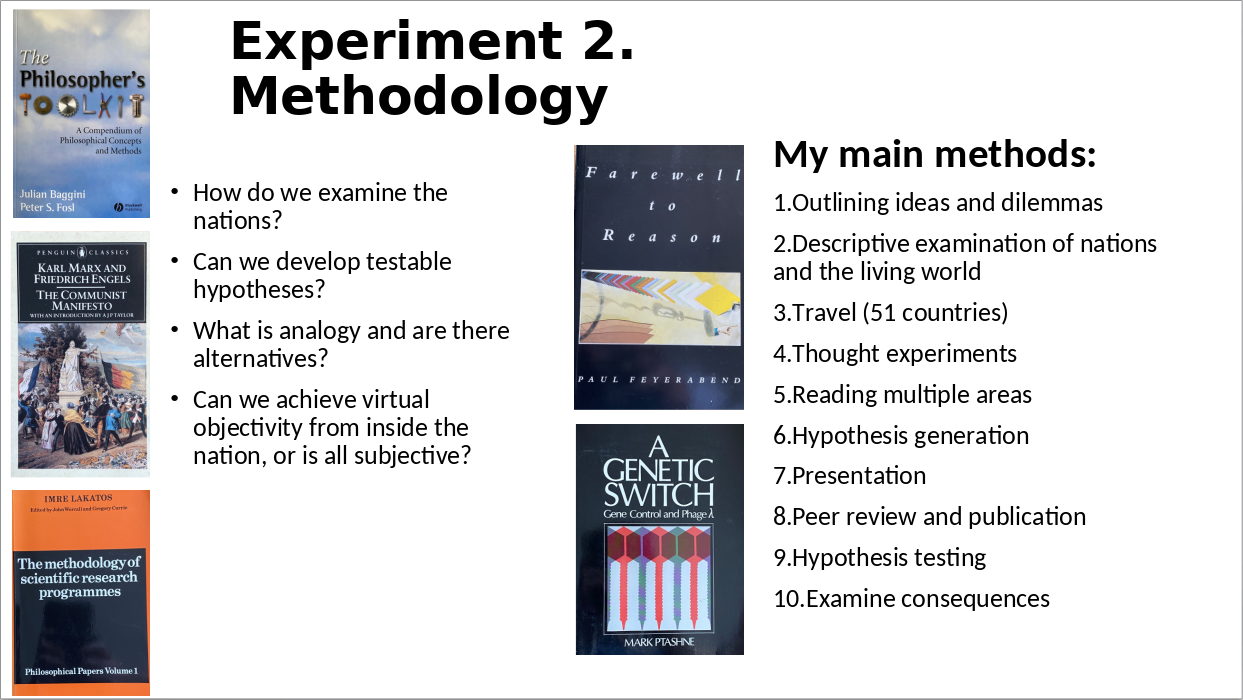 Experiment 2.
Methodology
The
Philosopher's
TOOLKIT
A Compendium of
Philosophical Concepts
and Methods
Julian Baggini
Peter S. Fosl
PENGUIN CLASSICS
KARL MARX AND
FRIEDRICH ENGELS
THE COMMUNIST
MANIFESTO
WITH AN INTRODUCTION BY A J P TAYLOR
IMRE LAKATOS
Edited by John Worrall and Gregory Currie
The methodology of
scientific research
programmes
Philosophical Papers Volume 1
• How do we examine the
nations?
• Can we develop testable
hypotheses?
• What is analogy and are there
alternatives?
• Can we achieve virtual
objectivity from inside the
nation, or is all subjective?
Farewell
to
Reason
PAUL FEYERABEND
A
GENETIC
SWITCH
Gene Control and Phage λ
MARK PTASHNE
My main methods:
1.Outlining ideas and dilemmas
2.Descriptive examination of nations
and the living world
3.Travel (51 countries)
4.Thought experiments
5.Reading multiple areas
6.Hypothesis generation
7.Presentation
8.Peer review and publication
9.Hypothesis testing
10.Examine consequences